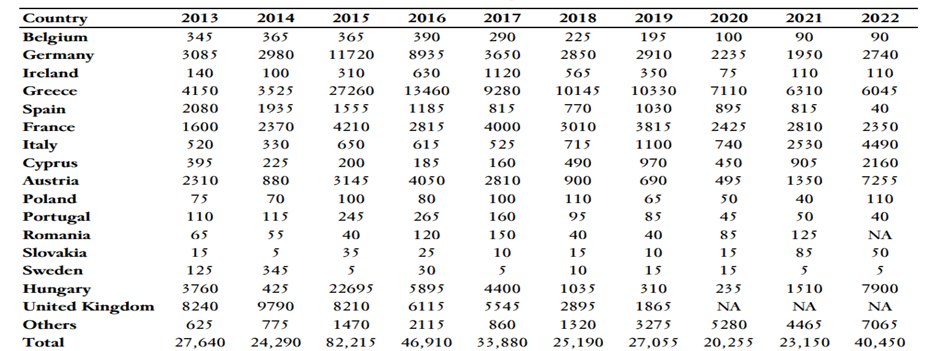 Country 2013 2014 2015 2016 2017 2018 2019 2020 2021 2022
Belgium 345 365 365 390 290 225 195 100 90 90
Germany 3085 2980 11720 8935 3650 2850 2910 2235 1950 2740
Ireland 140 100 310 630 1120 565 350 75 110 110
Greece 4150 3525 27260 13460 9280 10145 10330 7110 6310 6045
Spain 2080 1935 1555 1185 815 770 1030 895 815 40
France 1600 2370 4210 2815 4000 3010 3815 2425 2810 2350
Italy 520 330 650 615 525 715 1100 740 2530 4490
Cyprus 395 225 200 185 160 490 970 450 905 2160
Austria 2310 880 3145 4050 2810 900 690 495 1350 7255
Poland 75 70 100 80 100 110 65 50 40 110
Portugal 110 115 245 265 160 95 85 45 50 40
Romania 65 55 40 120 150 40 40 85 125 NA
Slovakia 15 5 35 25 10 15 10 15 85 50
Sweden 125 345 5 30 5 10 15 15 5 5
Hungary 3760 425 22695 5895 4400 1035 310 235 1510 7900
United Kingdom 8240 9790 8210 6115 5545 2895 1865 NA NA NA
Others 625 775 1470 2115 860 1320 3275 5280 4465 7065
Total 27,640 24,290 82,215 46,910 33,880 25,190 27,055 20,255 23,150 40,450